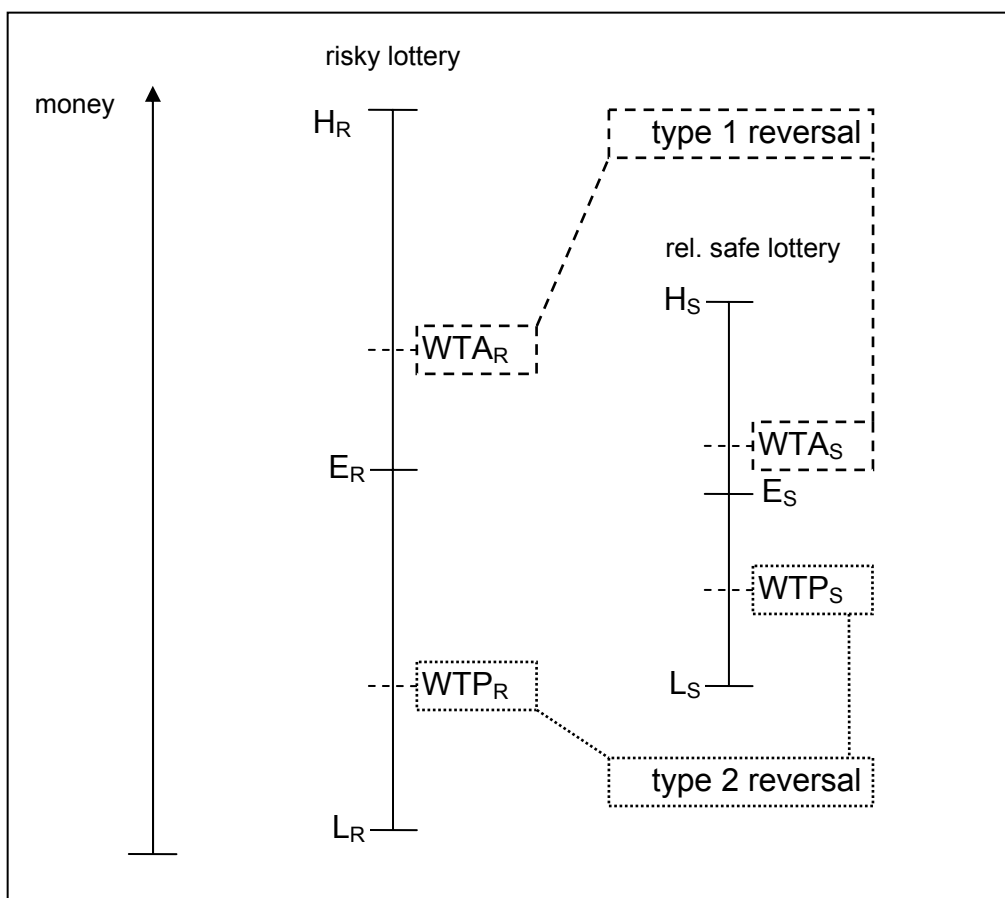 risky lottery
money
H_R
type 1 reversal
rel. safe lottery
H_S
WTA_R
WTA_S
E_R
E_S
WTP_S
WTP_R
L_S
type 2 reversal
L_R